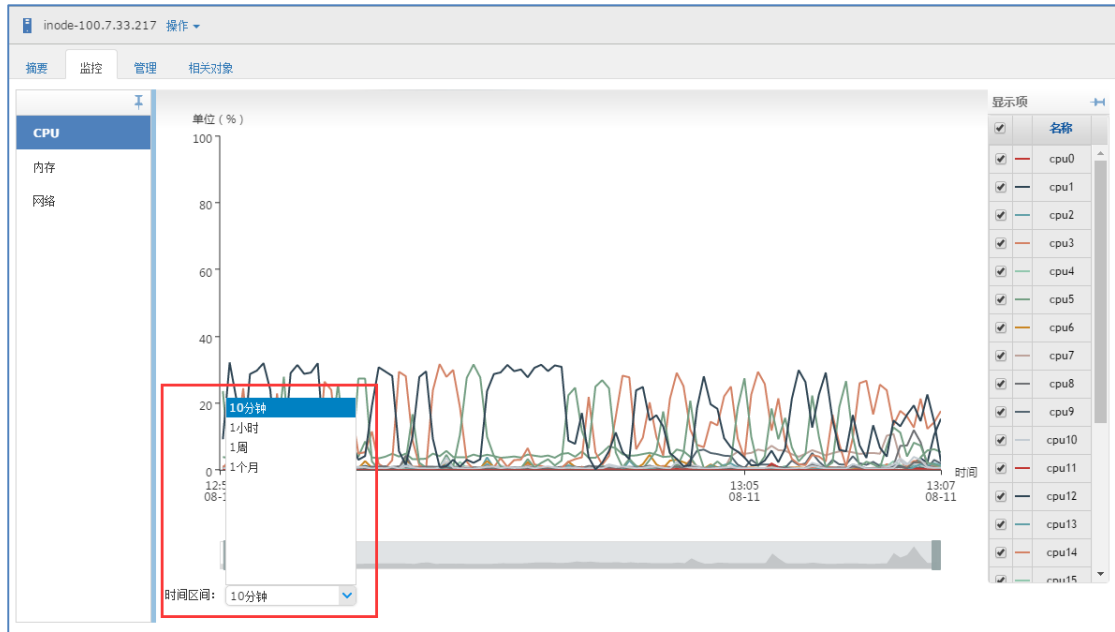 inode-100.7.33.217 操作
摘要 监控 管理 相关对象
CPU
内存
网络
单位(%)
100
80
60
40
20
0
10分钟
1小时
1周
1个月
13:05
08-11
13:07
08-11
时间
时间区间: 10分钟
显示项
名称
cpu0
cpu1
cpu2
cpu3
cpu4
cpu5
cpu6
cpu7
cpu8
cpu9
cpu10
cpu11
cpu12
cpu13
cpu14
cpu15